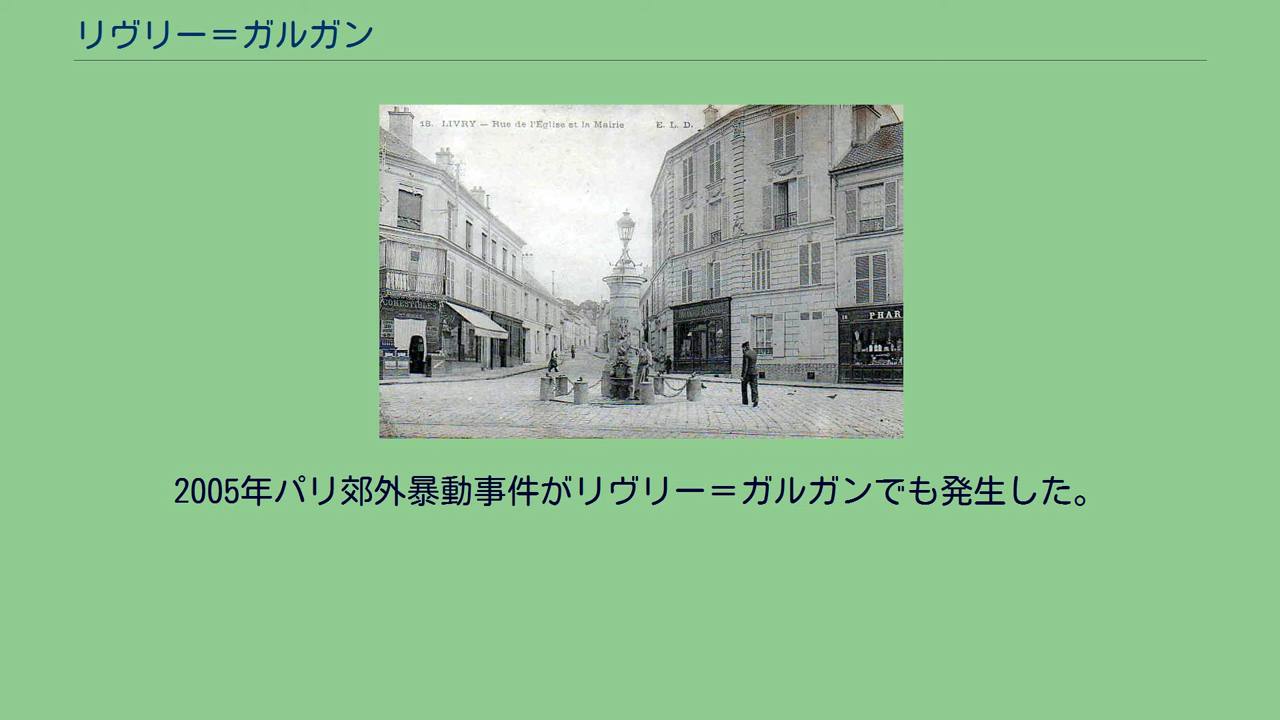 リヴリー＝ガルガン
18. LIVRY — Rue de l'Église et la Mairie E. L. D.
COMESTIBLES
PHAR
2005年パリ郊外暴動事件がリヴリー＝ガルガンでも発生した。